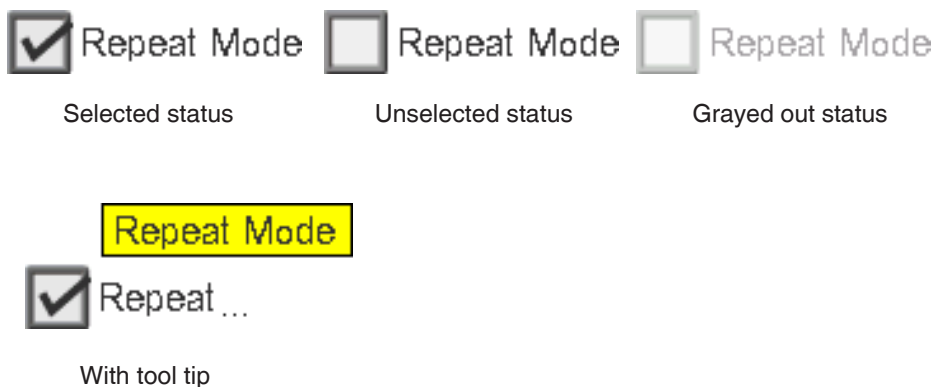 Repeat Mode Repeat Mode Repeat Mode
Selected status Unselected status Grayed out status
Repeat Mode
Repeat...
With tool tip